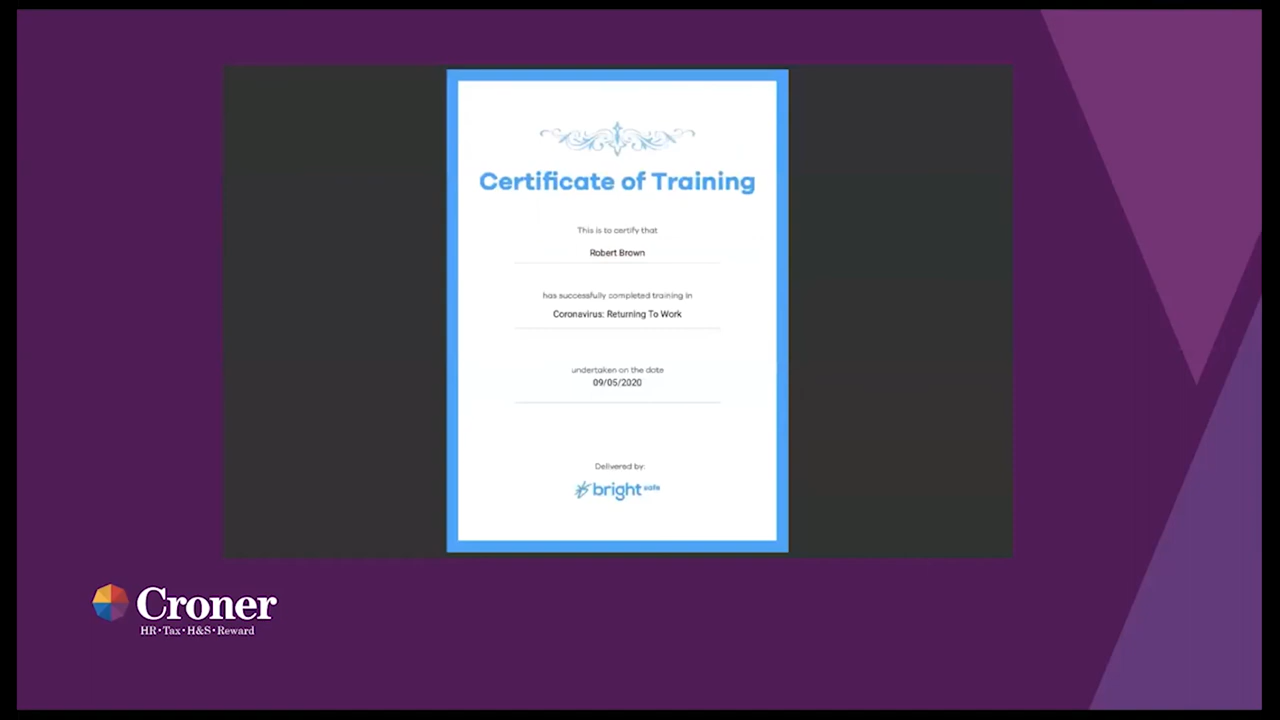 Certificate of Training
This is to certify that
Robert Brown
has successfully completed training in
Coronavirus: Returning To Work
undertaken on the date
09/05/2020
Delivered by:
bright safe
Croner
HR • Tax • H&S • Reward